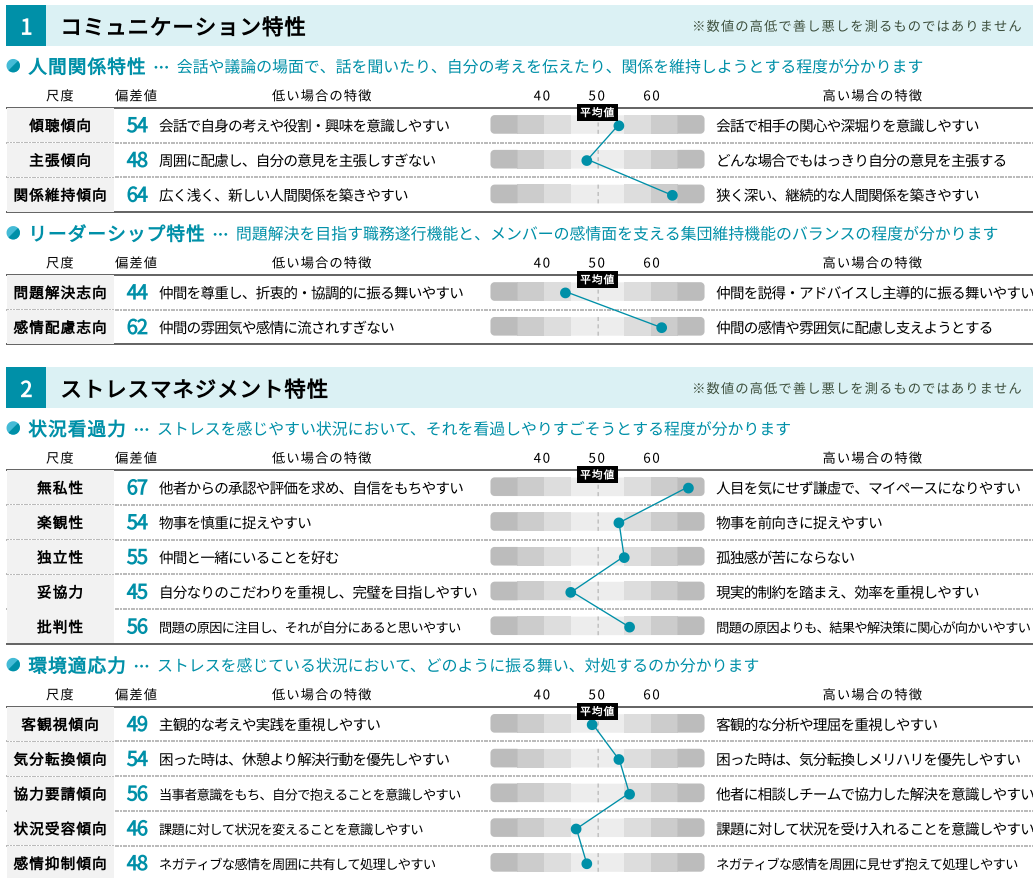 1 コミュニケーション特性 ※数値の高低で善し悪しを測るものではありません
人間関係特性 … 会話や議論の場面で、話を聞いたり、自分の考えを伝えたり、関係を維持しようとする程度が分かります
尺度 偏差値 低い場合の特徴 40 50 60 高い場合の特徴
平均値
傾聴傾向 54 会話で自身の考えや役割・興味を意識しやすい 会話で相手の関心や深堀りを意識しやすい
主張傾向 48 周囲に配慮し、自分の意見を主張しすぎない どんな場合でもはっきり自分の意見を主張する
関係維持傾向 64 広く浅く、新しい人間関係を築きやすい 狭く深い、継続的な人間関係を築きやすい
リーダーシップ特性 … 問題解決を目指す職務遂行機能と、メンバーの感情面を支える集団維持機能のバランスの程度が分かります
尺度 偏差値 低い場合の特徴 40 50 60 高い場合の特徴
平均値
問題解決志向 44 仲間を尊重し、折衷的・協調的に振る舞いやすい 仲間を説得・アドバイスし主導的に振る舞いやすい
感情配慮志向 62 仲間の雰囲気や感情に流されすぎない 仲間の感情や雰囲気に配慮し支えようとする
2 ストレスマネジメント特性 ※数値の高低で善し悪しを測るものではありません
状況看過力 … ストレスを感じやすい状況において、それを看過しやりすごそうとする程度が分かります
尺度 偏差値 低い場合の特徴 40 50 60 高い場合の特徴
平均値
無私性 67 他者からの承認や評価を求め、自信をもちやすい 人目を気にせず謙虚で、マイペースになりやすい
楽観性 54 物事を慎重に捉えやすい 物事を前向きに捉えやすい
独立性 55 仲間と一緒にいることを好む 孤独感が苦にならない
妥協力 45 自分なりのこだわりを重視し、完璧を目指しやすい 現実的制約を踏まえ、効率を重視しやすい
批判性 56 問題の原因に注目し、それが自分にあると思いやすい 問題の原因よりも、結果や解決策に関心が向かいやすい
環境適応力 … ストレスを感じている状況において、どのように振る舞い、対処するのか分かります
尺度 偏差値 低い場合の特徴 40 50 60 高い場合の特徴
平均値
客観視傾向 49 主観的な考えや実践を重視しやすい 客観的な分析や理屈を重視しやすい
気分転換傾向 54 困った時は、休憩より解決行動を優先しやすい 困った時は、気分転換しメリハリを優先しやすい
協力要請傾向 56 当事者意識をもち、自分で抱えることを意識しやすい 他者に相談しチームで協力した解決を意識しやすい
状況受容傾向 46 課題に対して状況を変えることを意識しやすい 課題に対して状況を受け入れることを意識しやすい
感情抑制傾向 48 ネガティブな感情を周囲に共有して処理しやすい ネガティブな感情を周囲に見せず抱えて処理しやすい